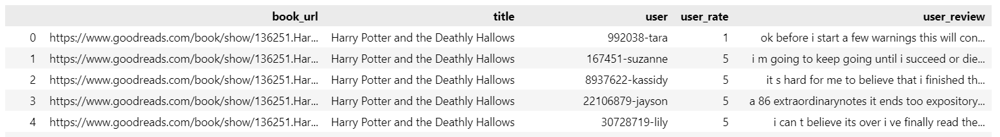 book_url title user user_rate user_review
0 https://www.goodreads.com/book/show/136251.Har... Harry Potter and the Deathly Hallows 992038-tara 1 ok before i start a few warnings this will con...
1 https://www.goodreads.com/book/show/136251.Har... Harry Potter and the Deathly Hallows 167451-suzanne 5 i m going to keep going until i succeed or die...
2 https://www.goodreads.com/book/show/136251.Har... Harry Potter and the Deathly Hallows 8937622-kassidy 5 it s hard for me to believe that i finished th...
3 https://www.goodreads.com/book/show/136251.Har... Harry Potter and the Deathly Hallows 22106879-jayson 5 a 86 extraordinarynotes it ends too expository...
4 https://www.goodreads.com/book/show/136251.Har... Harry Potter and the Deathly Hallows 30728719-lily 5 i can t believe its over i ve finally read the...